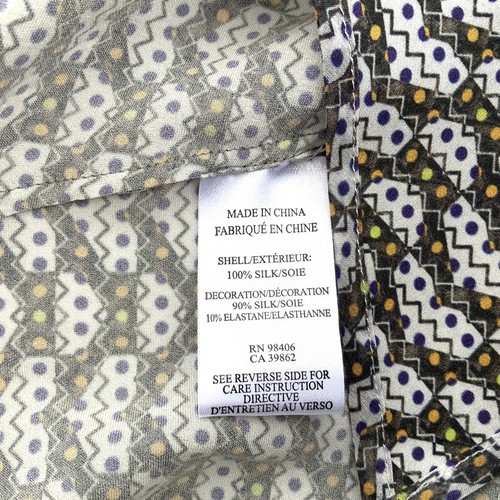 MADE IN CHINA
FABRIQUÉ EN CHINE
SHELL/EXTÉRIEUR:
100% SILK/SOIE
DECORATION/DÉCORATION
90% SILK/SOIE
10% ELASTANE/ELASTHANNE
RN 98406
CA 39862
SEE REVERSE SIDE FOR
CARE INSTRUCTION
DIRECTIVE
D'ENTRETIEN AU VERSO